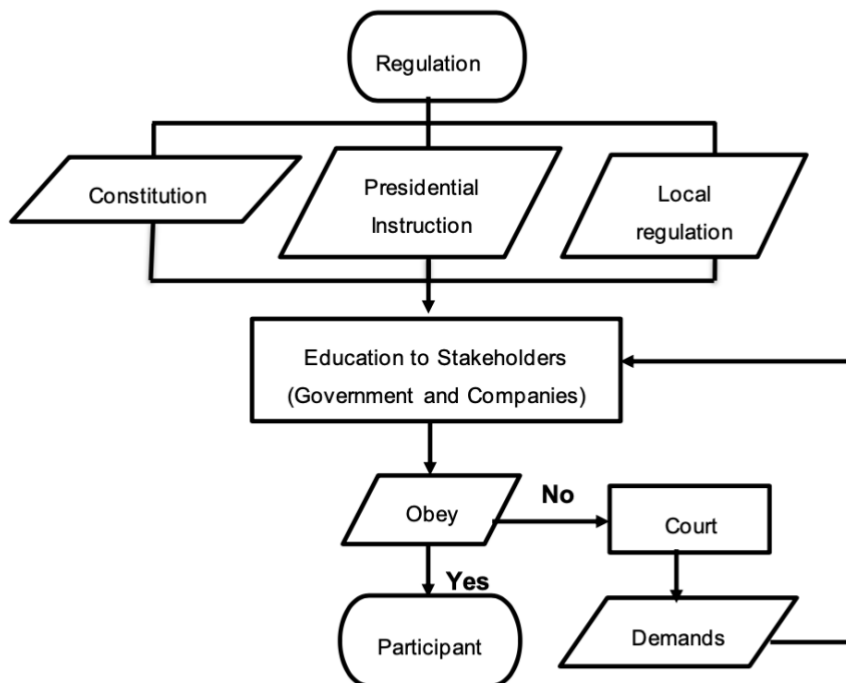 Regulation
Constitution
Presidential
Instruction
Local
regulation
Education to Stakeholders
(Government and Companies)
Obey
No
Court
Yes
Participant
Demands